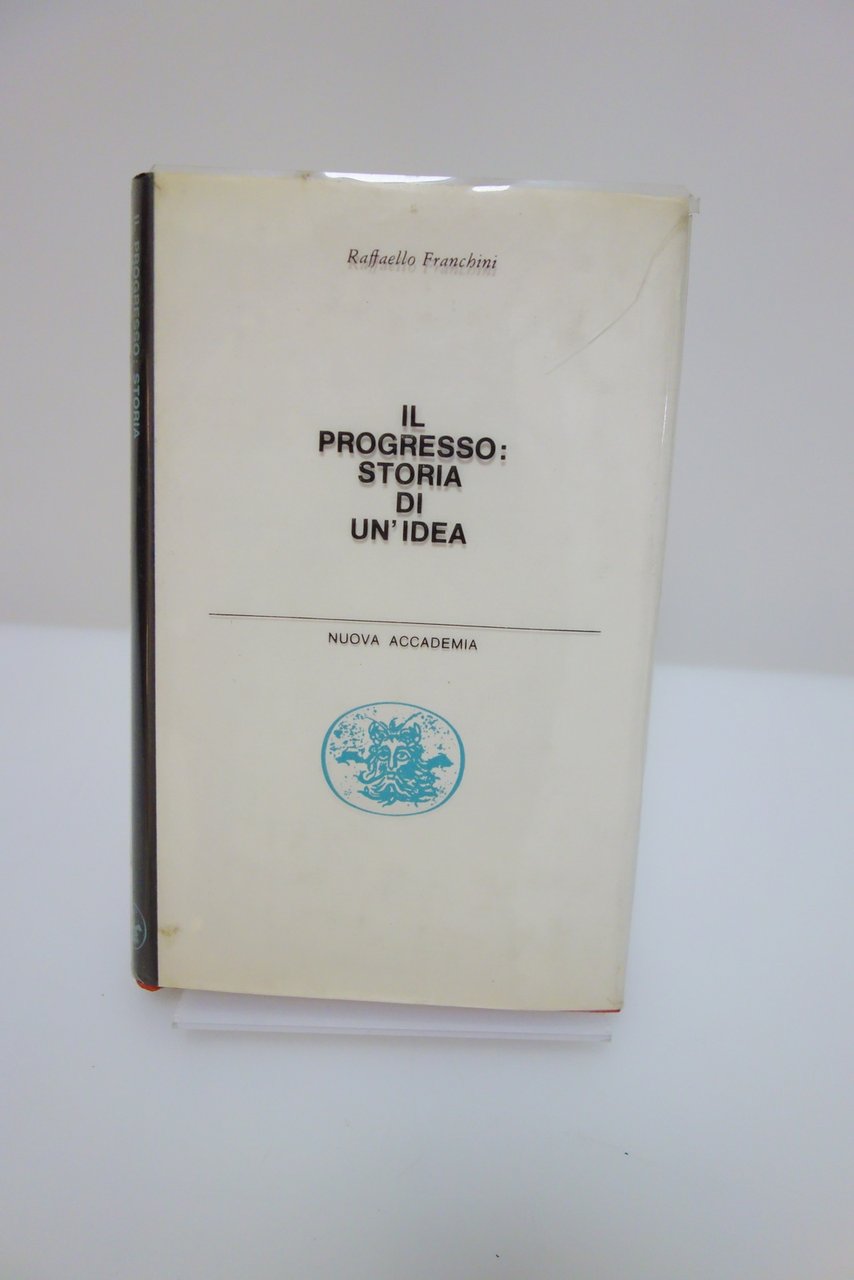 Raffaello Franchini
IL
PROGRESSO:
STORIA
DI
UN'IDEA
NUOVA ACCADEMIA
IL PROGRESSO: STORIA